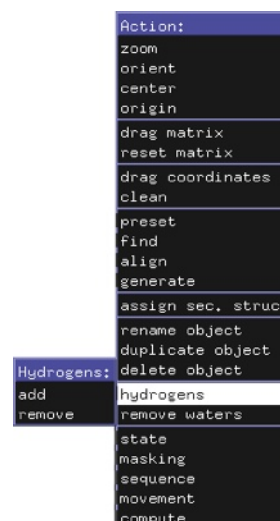 Action:
zoom
orient
center
origin
drag matrix
reset matrix
drag coordinates
clean
preset
find
align
generate
assign sec. struc
rename object
duplicate object
delete object
hydrogens
remove waters
state
masking
sequence
movement
compute
Hydrogens:
add
remove